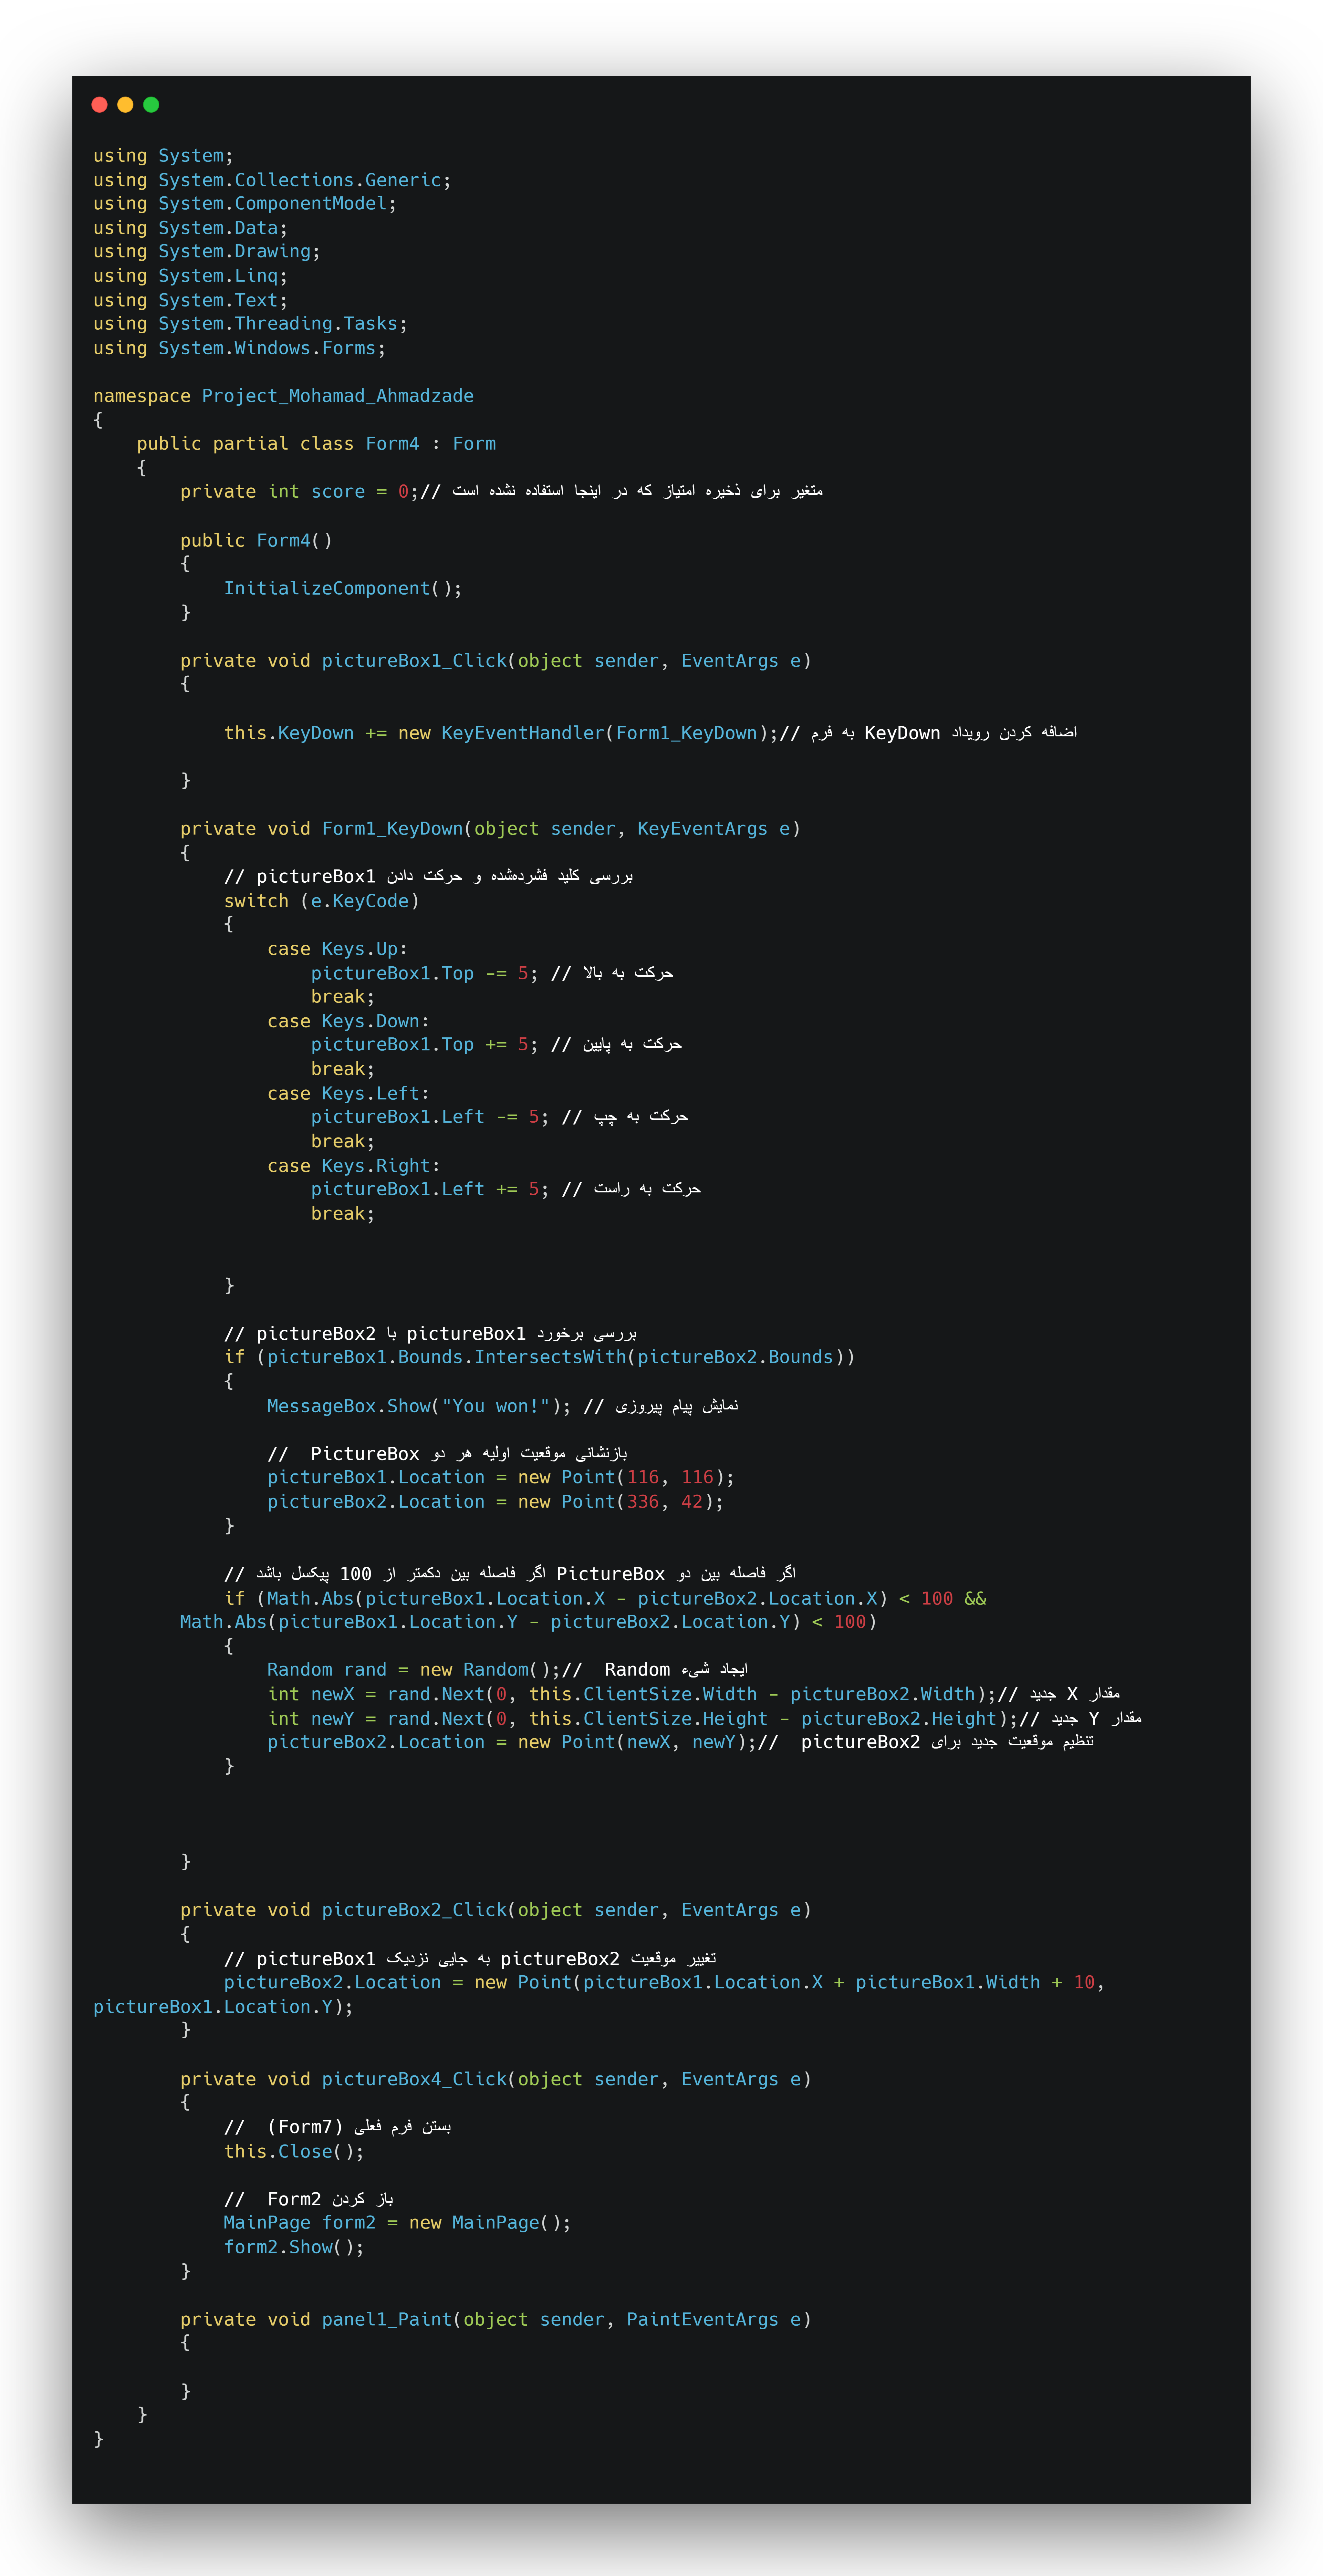 using System;
using System.Collections.Generic;
using System.ComponentModel;
using System.Data;
using System.Drawing;
using System.Linq;
using System.Text;
using System.Threading.Tasks;
using System.Windows.Forms;

namespace Project_Mohamad_Ahmadzade
{
    public partial class Form4 : Form
    {
        private int score = 0;// متغیر برای ذخیره امتیاز که در اینجا استفاده نشده است

        public Form4()
        {
            InitializeComponent();
        }

        private void pictureBox1_Click(object sender, EventArgs e)
        {

            this.KeyDown += new KeyEventHandler(Form1_KeyDown);// اضافه کردن رویداد KeyDown به فرم

        }

        private void Form1_KeyDown(object sender, KeyEventArgs e)
        {
            // بررسی کلید فشرده‌شده و حرکت دادن pictureBox1
            switch (e.KeyCode)
            {
                case Keys.Up:
                    pictureBox1.Top -= 5; // حرکت به بالا
                    break;
                case Keys.Down:
                    pictureBox1.Top += 5; // حرکت به پایین
                    break;
                case Keys.Left:
                    pictureBox1.Left -= 5; // حرکت به چپ
                    break;
                case Keys.Right:
                    pictureBox1.Left += 5; // حرکت به راست
                    break;


            }

            // بررسی برخورد pictureBox1 با pictureBox2
            if (pictureBox1.Bounds.IntersectsWith(pictureBox2.Bounds))
            {
                MessageBox.Show("You won!"); // نمایش پیام پیروزی

                // بازنشانی موقعیت اولیه هر دو PictureBox
                pictureBox1.Location = new Point(116, 116);
                pictureBox2.Location = new Point(336, 42);
            }

            // اگر فاصله بین دو PictureBox اگر فاصله بین دکمتر از 100 پیکسل باشد
            if (Math.Abs(pictureBox1.Location.X - pictureBox2.Location.X) < 100 &&
        Math.Abs(pictureBox1.Location.Y - pictureBox2.Location.Y) < 100)
            {
                Random rand = new Random();// ایجاد شیء Random
                int newX = rand.Next(0, this.ClientSize.Width - pictureBox2.Width);// مقدار X جدید
                int newY = rand.Next(0, this.ClientSize.Height - pictureBox2.Height);// مقدار Y جدید
                pictureBox2.Location = new Point(newX, newY);// تنظیم موقعیت جدید برای pictureBox2
            }



        }

        private void pictureBox2_Click(object sender, EventArgs e)
        {
            // تغییر موقعیت pictureBox2 به جایی نزدیک pictureBox1
            pictureBox2.Location = new Point(pictureBox1.Location.X + pictureBox1.Width + 10,
pictureBox1.Location.Y);
        }

        private void pictureBox4_Click(object sender, EventArgs e)
        {
            // بستن فرم فعلی (Form7)
            this.Close();

            // باز کردن Form2
            MainPage form2 = new MainPage();
            form2.Show();
        }

        private void panel1_Paint(object sender, PaintEventArgs e)
        {

        }
    }
}